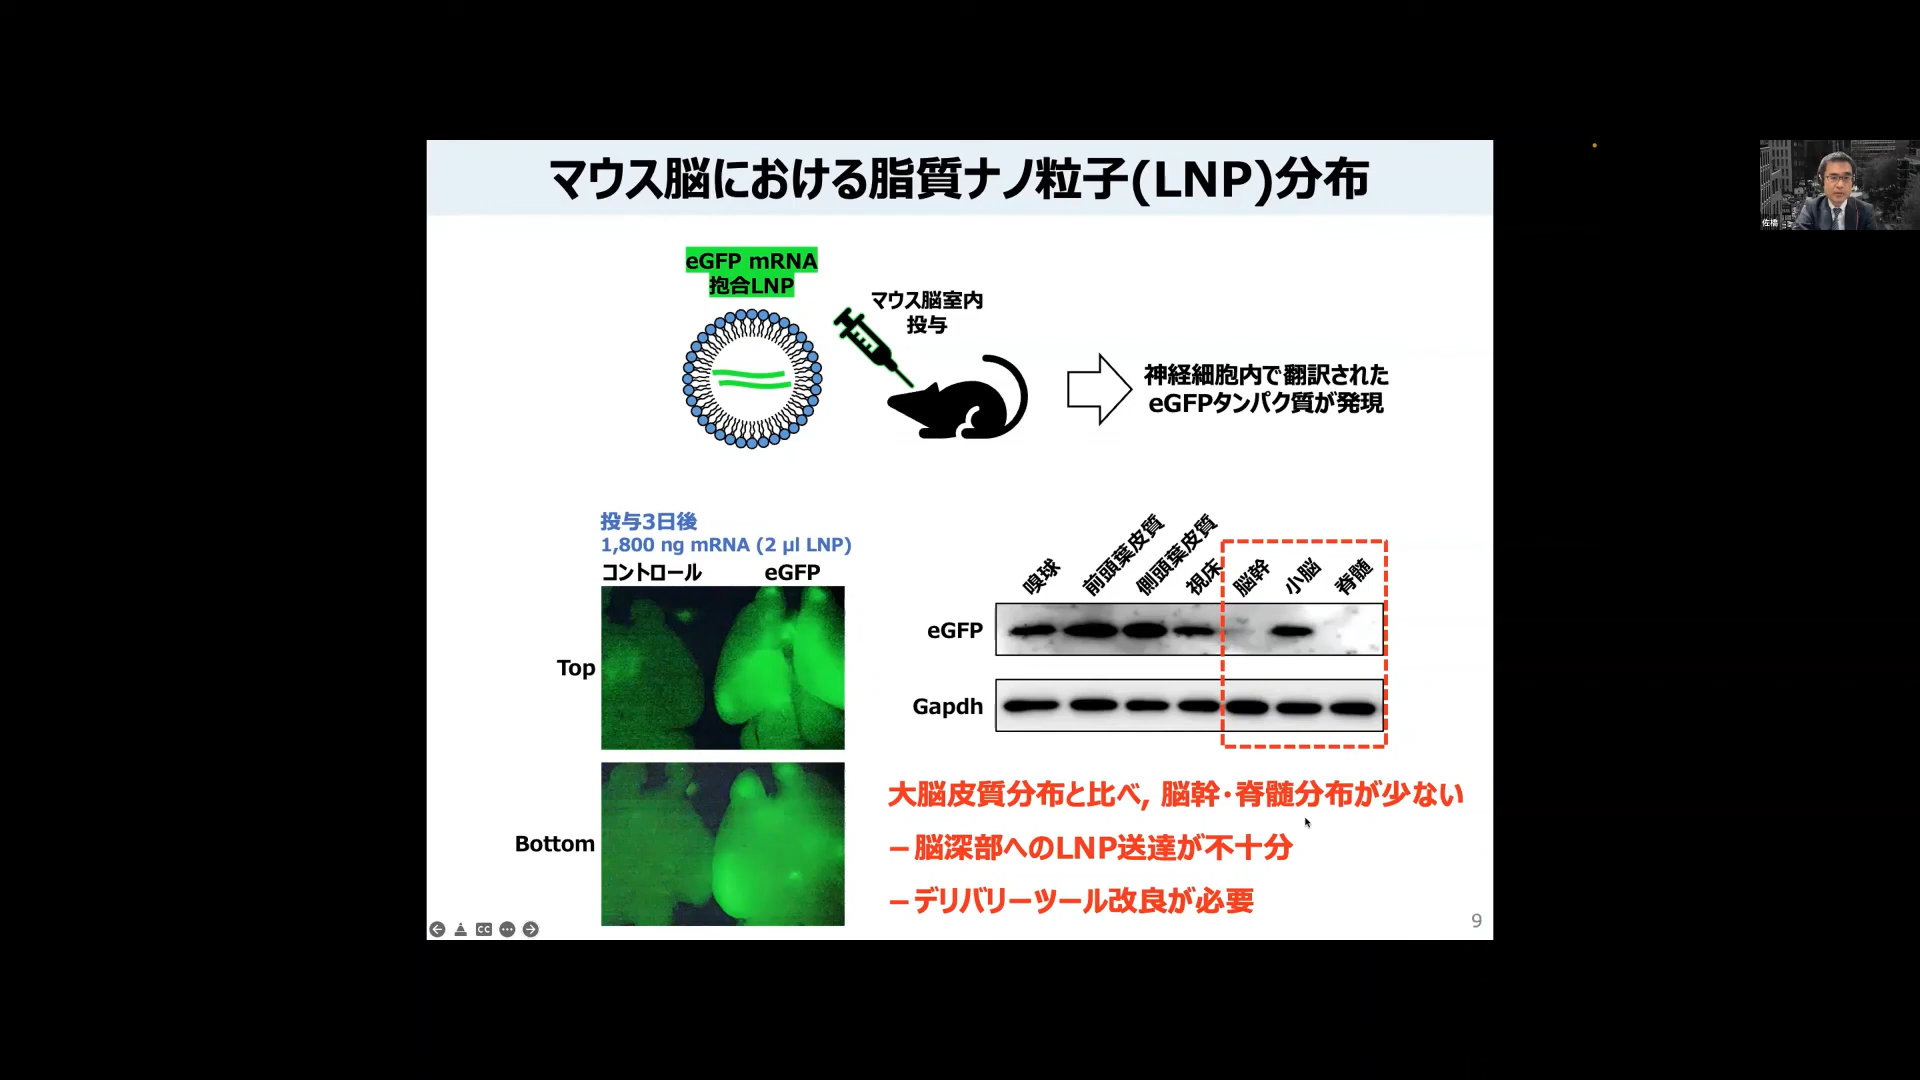 マウス脳における脂質ナノ粒子(LNP)分布
eGFP mRNA
抱合LNP
マウス脳室内
投与
神経細胞内で翻訳された
eGFPタンパク質が発現
投与3日後
1,800 ng mRNA (2 µl LNP)
コントロール
eGFP
Top
Bottom
嗅球
前頭葉皮質
側頭葉皮質
視床
脳幹
小脳
脊髄
eGFP
Gapdh
大脳皮質分布と比べ, 脳幹・脊髄分布が少ない
– 脳深部へのLNP送達が不十分
– デリバリーツール改良が必要
9
CC
佐橋